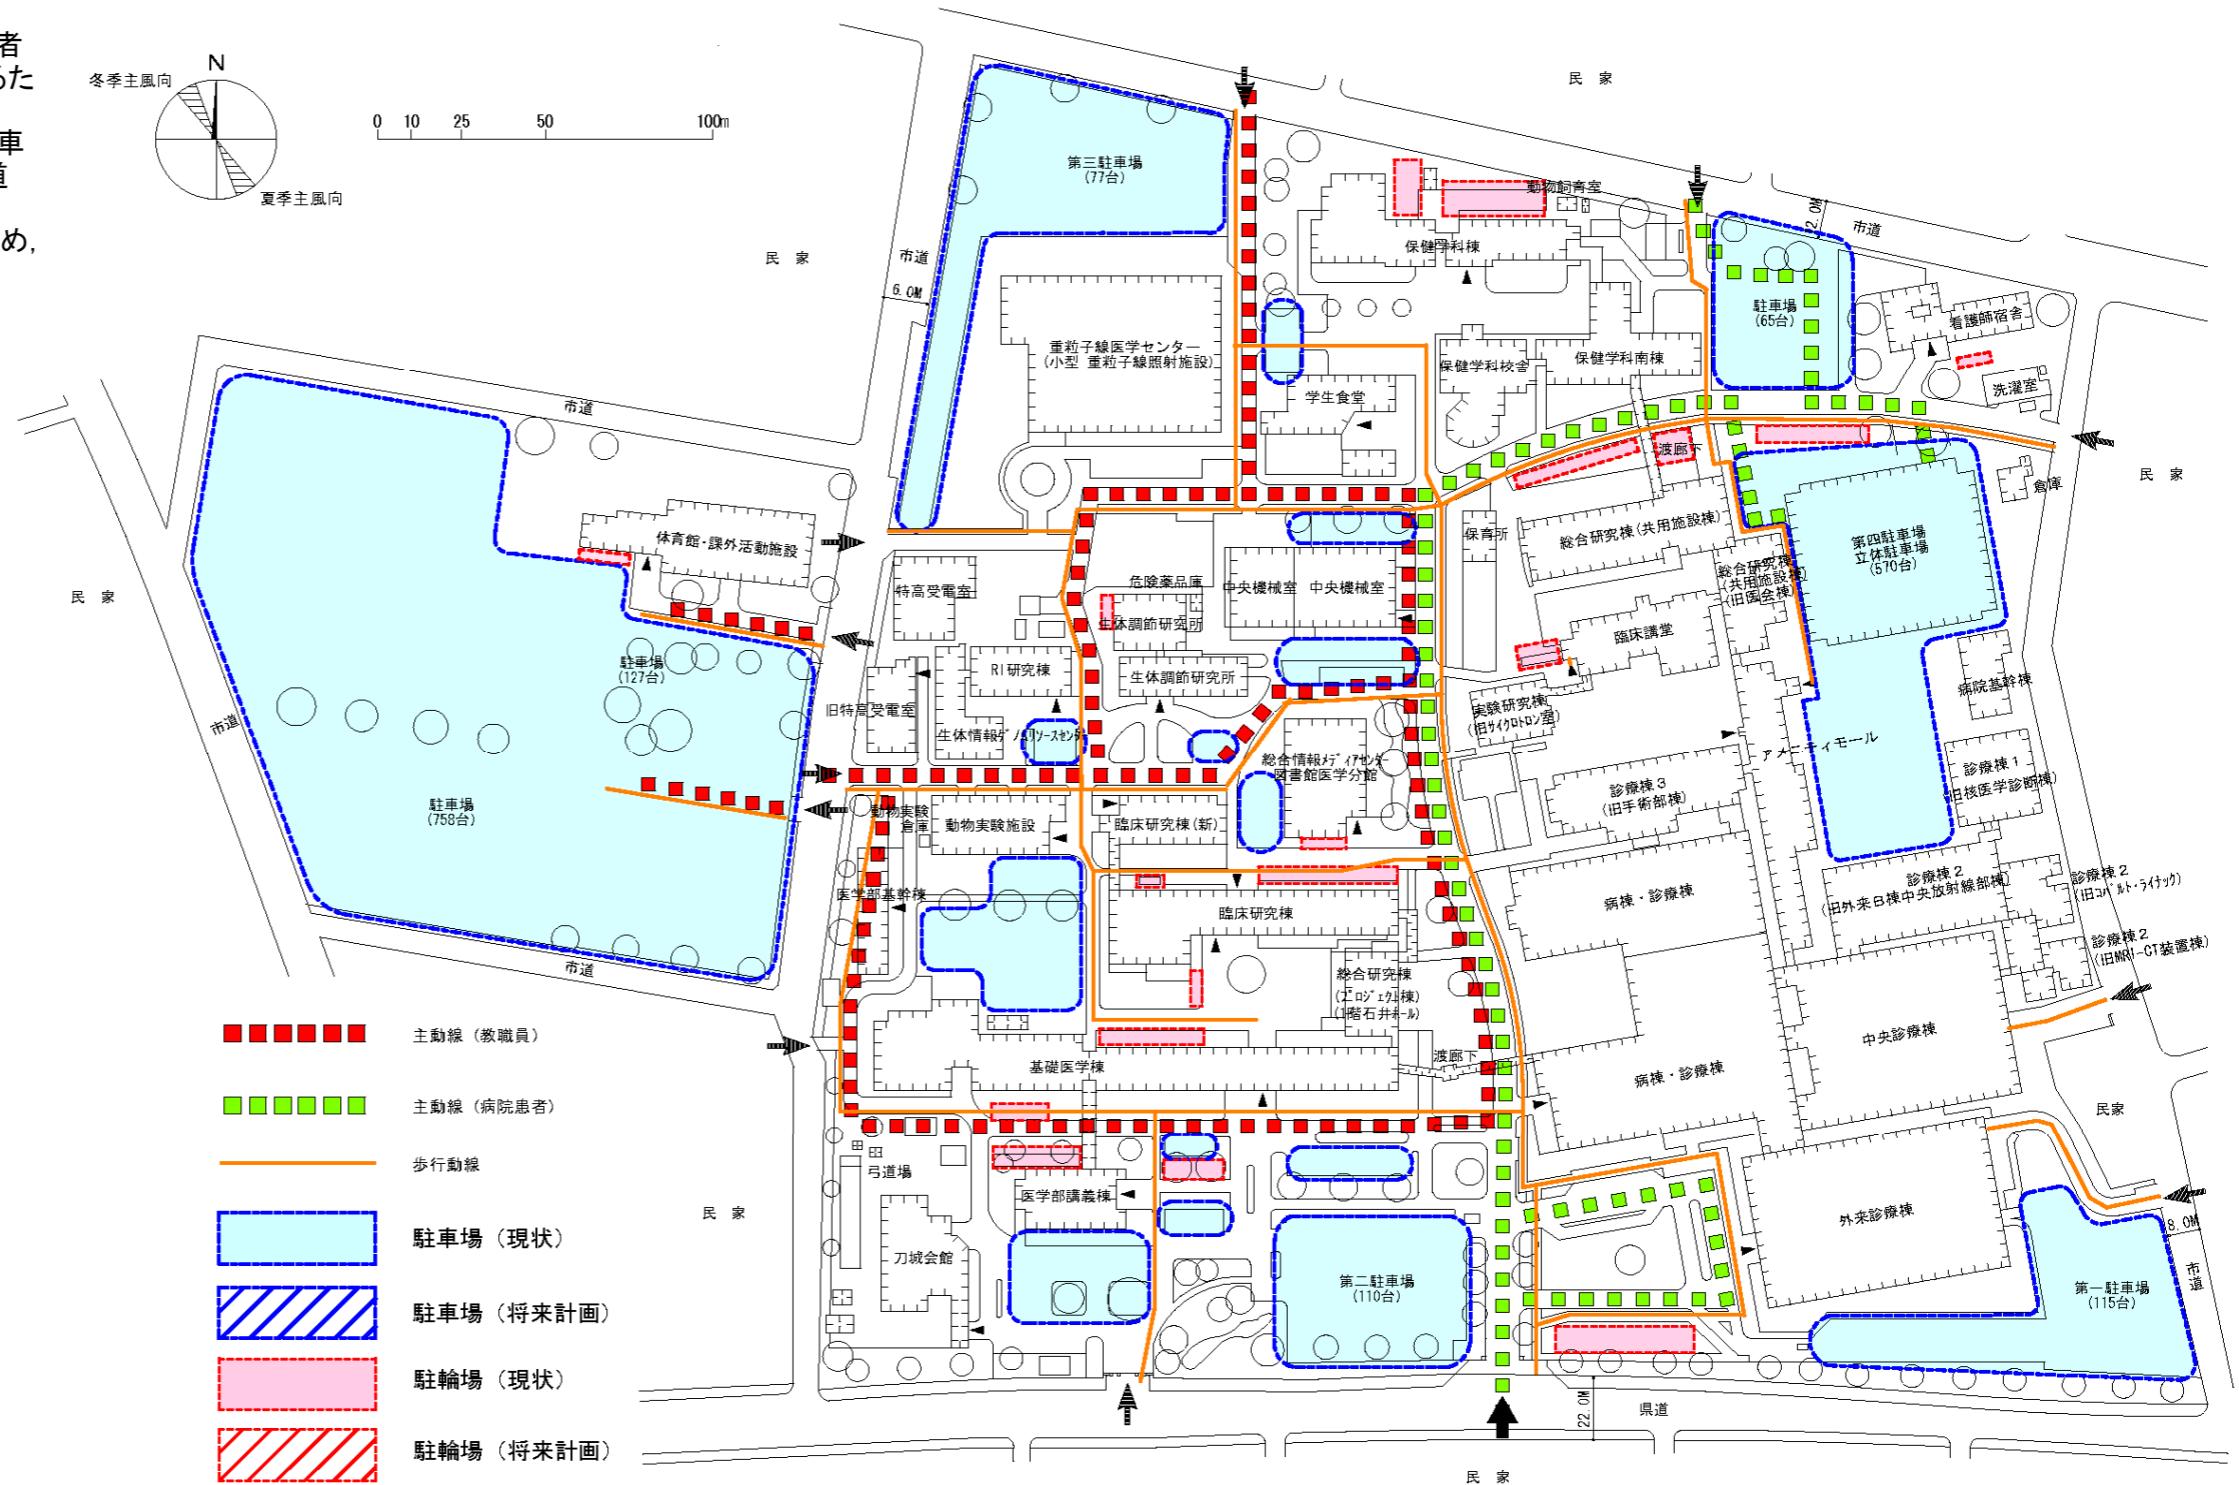 者
るた
車
道
め，
冬季主風向
N
夏季主風向
0 10 25 50 100m
民 家
第三駐車場
(77台)
動物飼育室
保健学科棟
市道
12.0M
民 家
市道
6.0M
駐車場
(65台)
看護師宿舎
重粒子線医学センター
(小型 重粒子線照射施設)
保健学科校舎
保健学科南棟
洗濯室
学生食堂
市道
渡廊下
民 家
倉庫
体育館・課外活動施設
保育所
総合研究棟(共用施設棟)
第四駐車場
立体駐車場
(570台)
民 家
特高受電室
危険薬品庫
中央機械室
中央機械室
総合研究棟
(共用施設棟)
(旧医会棟)
生体調節研究所
臨床講堂
駐車場
(127台)
RI研究棟
生体調節研究所
病院基幹棟
市道
旧特高受電室
実験研究棟
(旧サイクロトロン室)
生体情報ゲノムリソースセンター
アメニティモール
総合情報メディアセンター
図書館医学分館
診療棟１
(旧核医学診断棟)
駐車場
(758台)
診療棟３
(旧手術部棟)
動物実験
倉庫
動物実験施設
臨床研究棟(新)
医学部基幹棟
臨床研究棟
病棟・診療棟
診療棟２
(旧外来Ｂ棟中央放射線部棟)
診療棟２
(旧コバルト・ライナック)
市道
診療棟２
(旧MRI-CT装置棟)
総合研究棟
(プロジェクト棟)
(1階石井ホール)
中央診療棟
主動線（教職員）
基礎医学棟
渡廊下
病棟・診療棟
主動線（病院患者）
民家
歩行動線
弓道場
医学部講義棟
民 家
外来診療棟
8.0M
市道
駐車場（現状）
刀城会館
第二駐車場
(110台)
第一駐車場
(115台)
駐車場（将来計画）
駐輪場（現状）
22.0M
県道
駐輪場（将来計画）
民 家